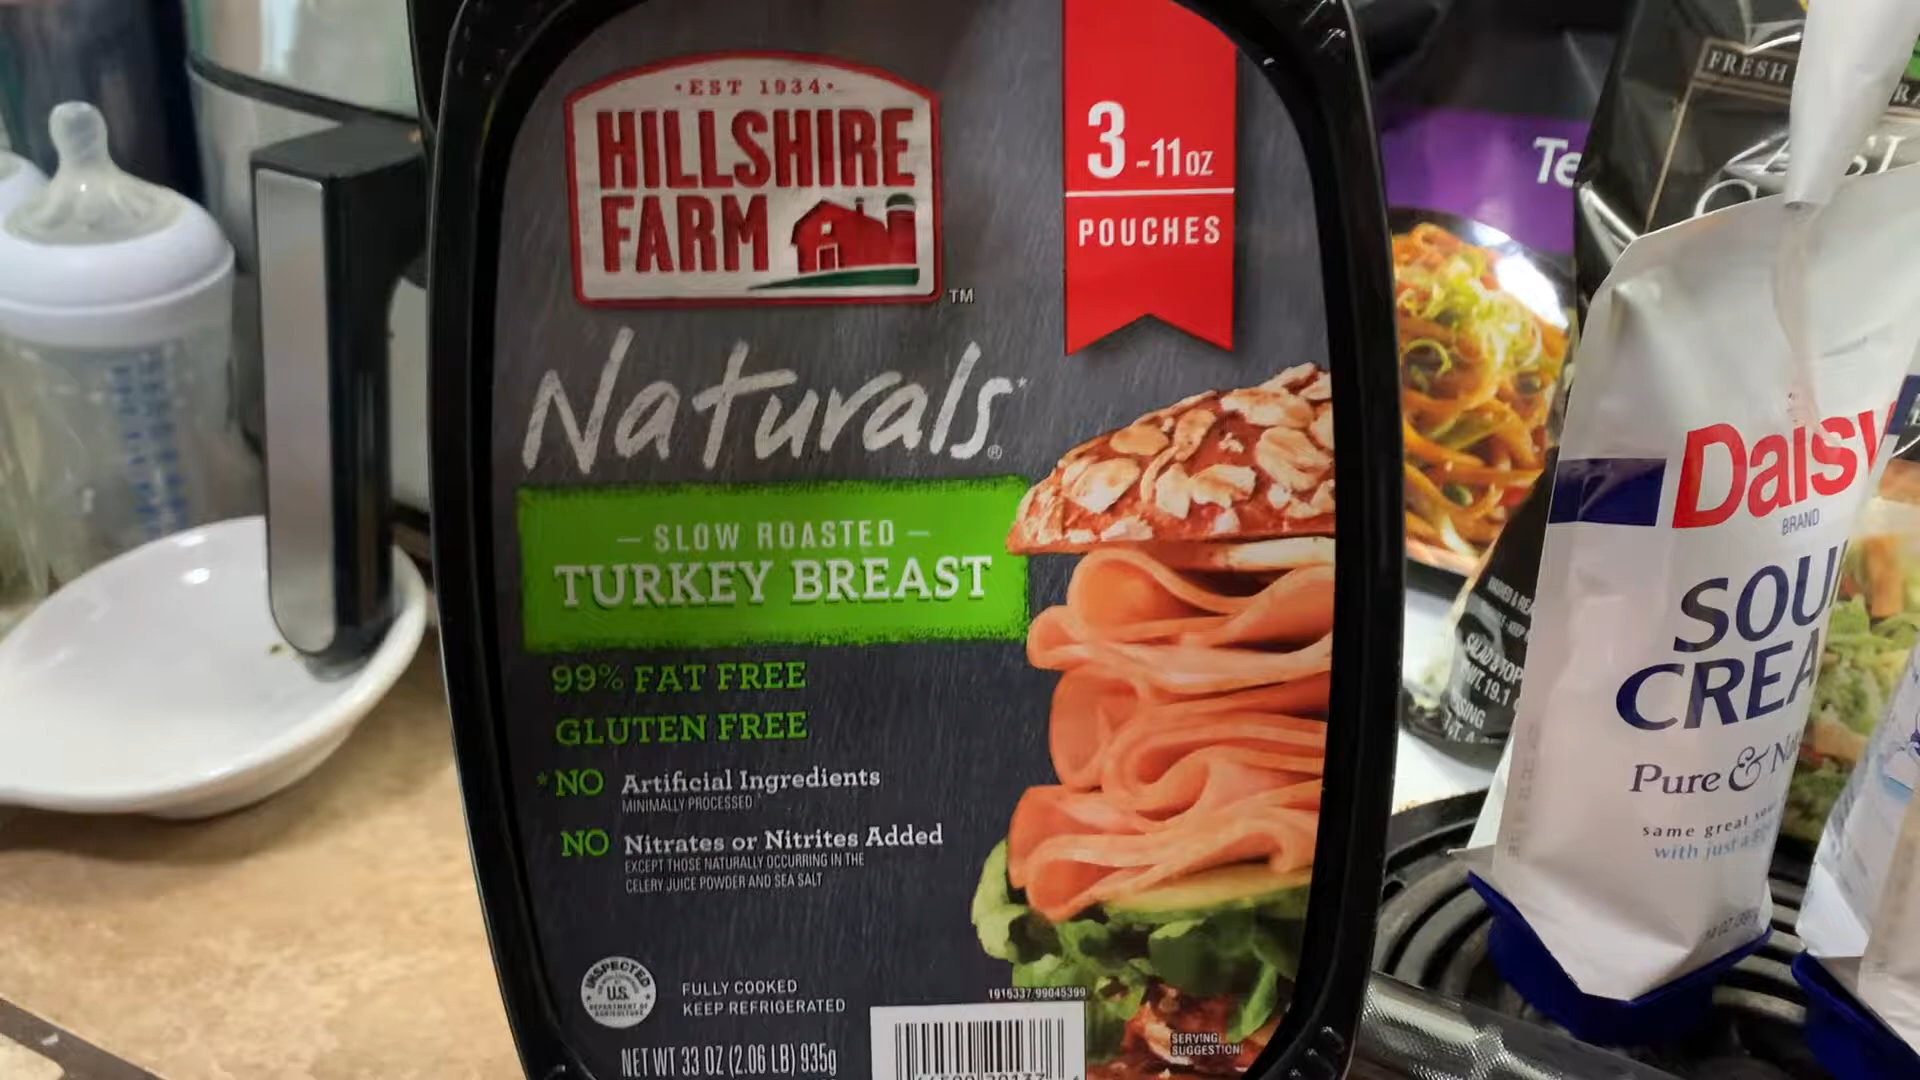 · EST 1934 ·
HILLSHIRE
FARM
TM
Naturals*
®
3 -11 OZ
POUCHES
— SLOW ROASTED —
TURKEY BREAST
99% FAT FREE
GLUTEN FREE
*NO Artificial Ingredients
MINIMALLY PROCESSED
NO Nitrates or Nitrites Added
EXCEPT THOSE NATURALLY OCCURRING IN THE
CELERY JUICE POWDER AND SEA SALT
INSPECTED
U.S.
DEPARTMENT OF
AGRICULTURE
FULLY COOKED
KEEP REFRIGERATED
NET WT 33 OZ (2.06 LB) 935g
1916337 99045399
SERVING
SUGGESTION
FRESH
Te
Daisy
BRAND
SOU
CREA
Pure & Na
same great
with just a